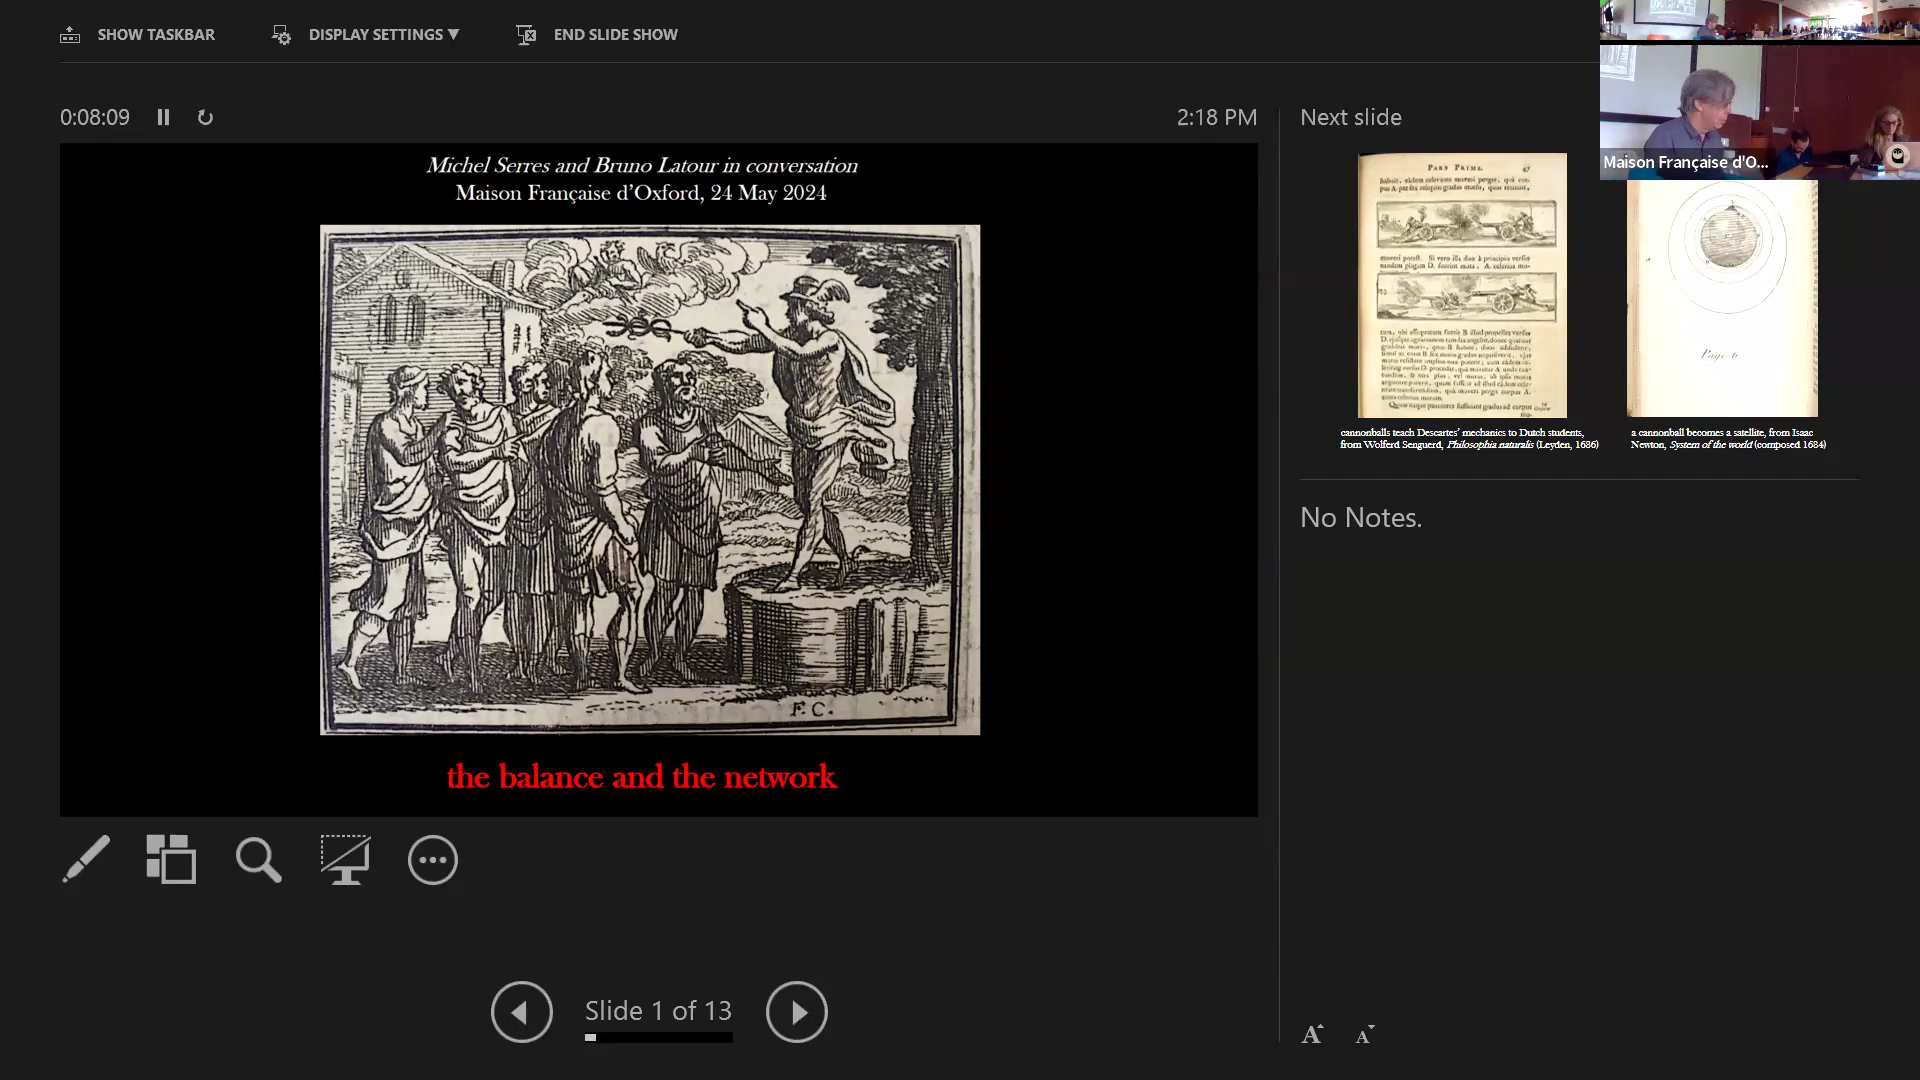 SHOW TASKBAR
DISPLAY SETTINGS ▼
END SLIDE SHOW
0:08:09
2:18 PM
Michel Serres and Bruno Latour in conversation
Maison Française d’Oxford, 24 May 2024
F.C.
the balance and the network
Slide 1 of 13
Next slide
Maison Française d'O...
PARS PRIMA. 47
Page 6
cannonballs teach Descartes’ mechanics to Dutch students,
from Wolferd Senguerd, Philosophia naturalis (Leyden, 1686)
a cannonball becomes a satellite, from Isaac
Newton, System of the world (composed 1684)
No Notes.
A A